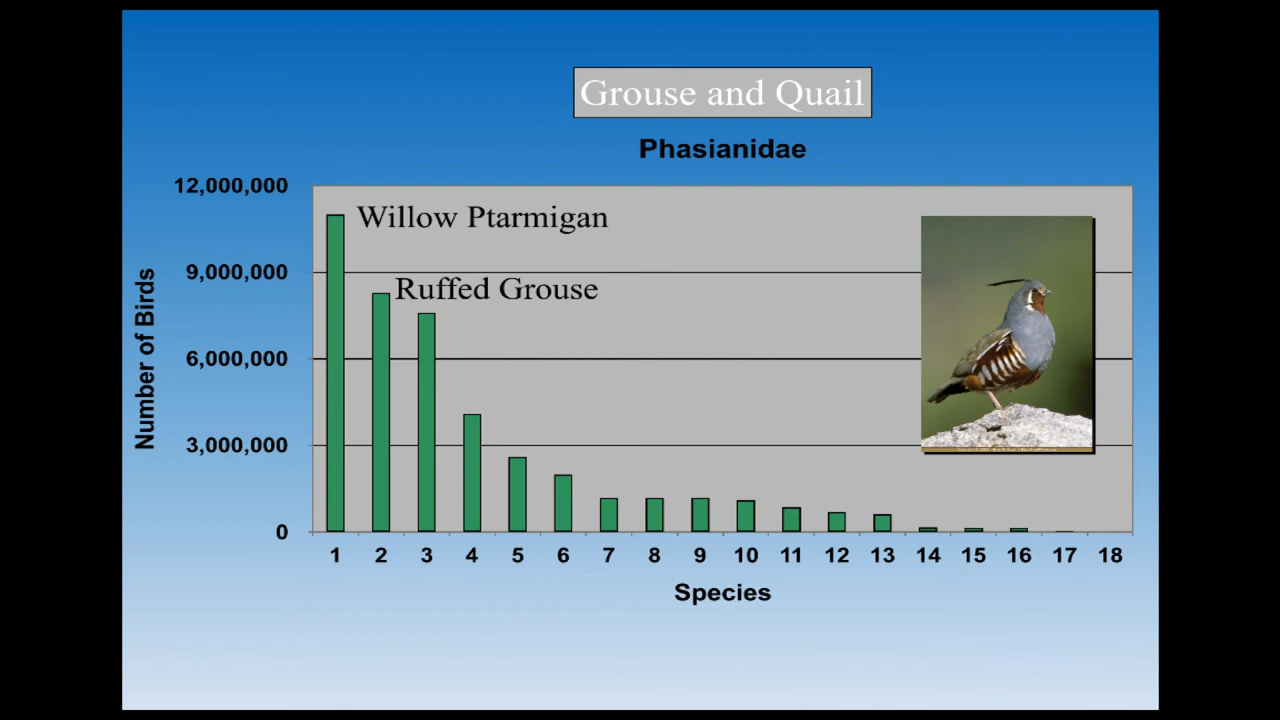 Grouse and Quail
Phasianidae
12,000,000
9,000,000
6,000,000
3,000,000
0
Number of Birds
Willow Ptarmigan
Ruffed Grouse
1 2 3 4 5 6 7 8 9 10 11 12 13 14 15 16 17 18
Species